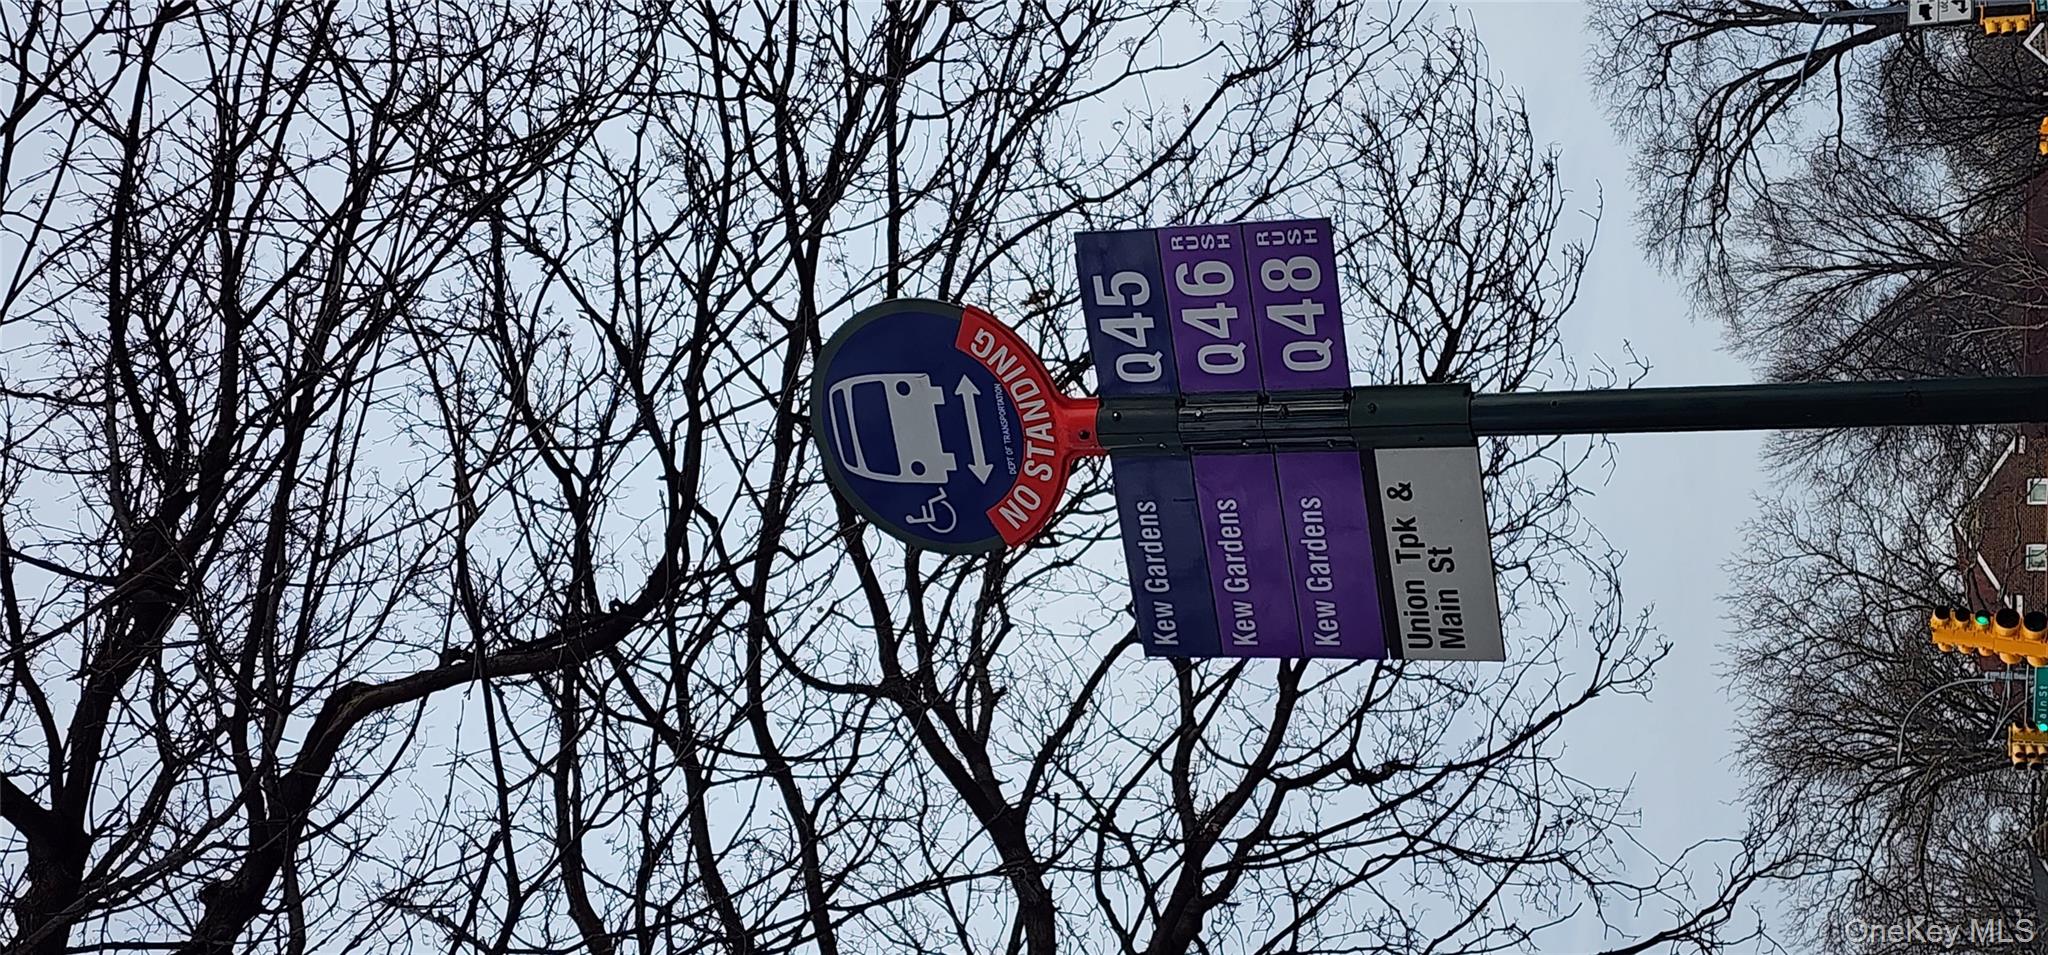 DEPT OF TRANSPORTATION
NO STANDING
Q45 Kew Gardens
Q46 RUSH Kew Gardens
Q48 RUSH Kew Gardens
Union Tpk &
Main St
OneKey MLS